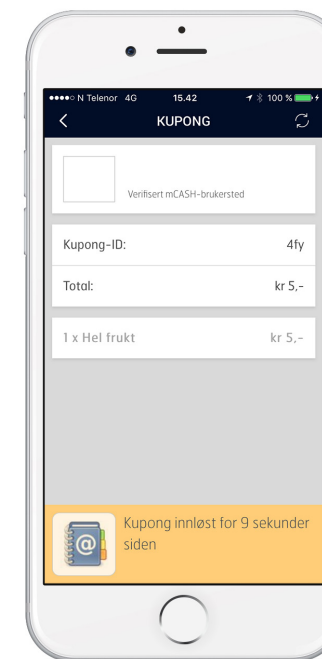 N Telenor 4G 15.42 100 %
KUPONG
Verifisert mCASH-brukersted
Kupong-ID: 4fy
Total: kr 5,-
1 x Hel frukt kr 5,-
@
Kupong innløst for 9 sekunder
siden